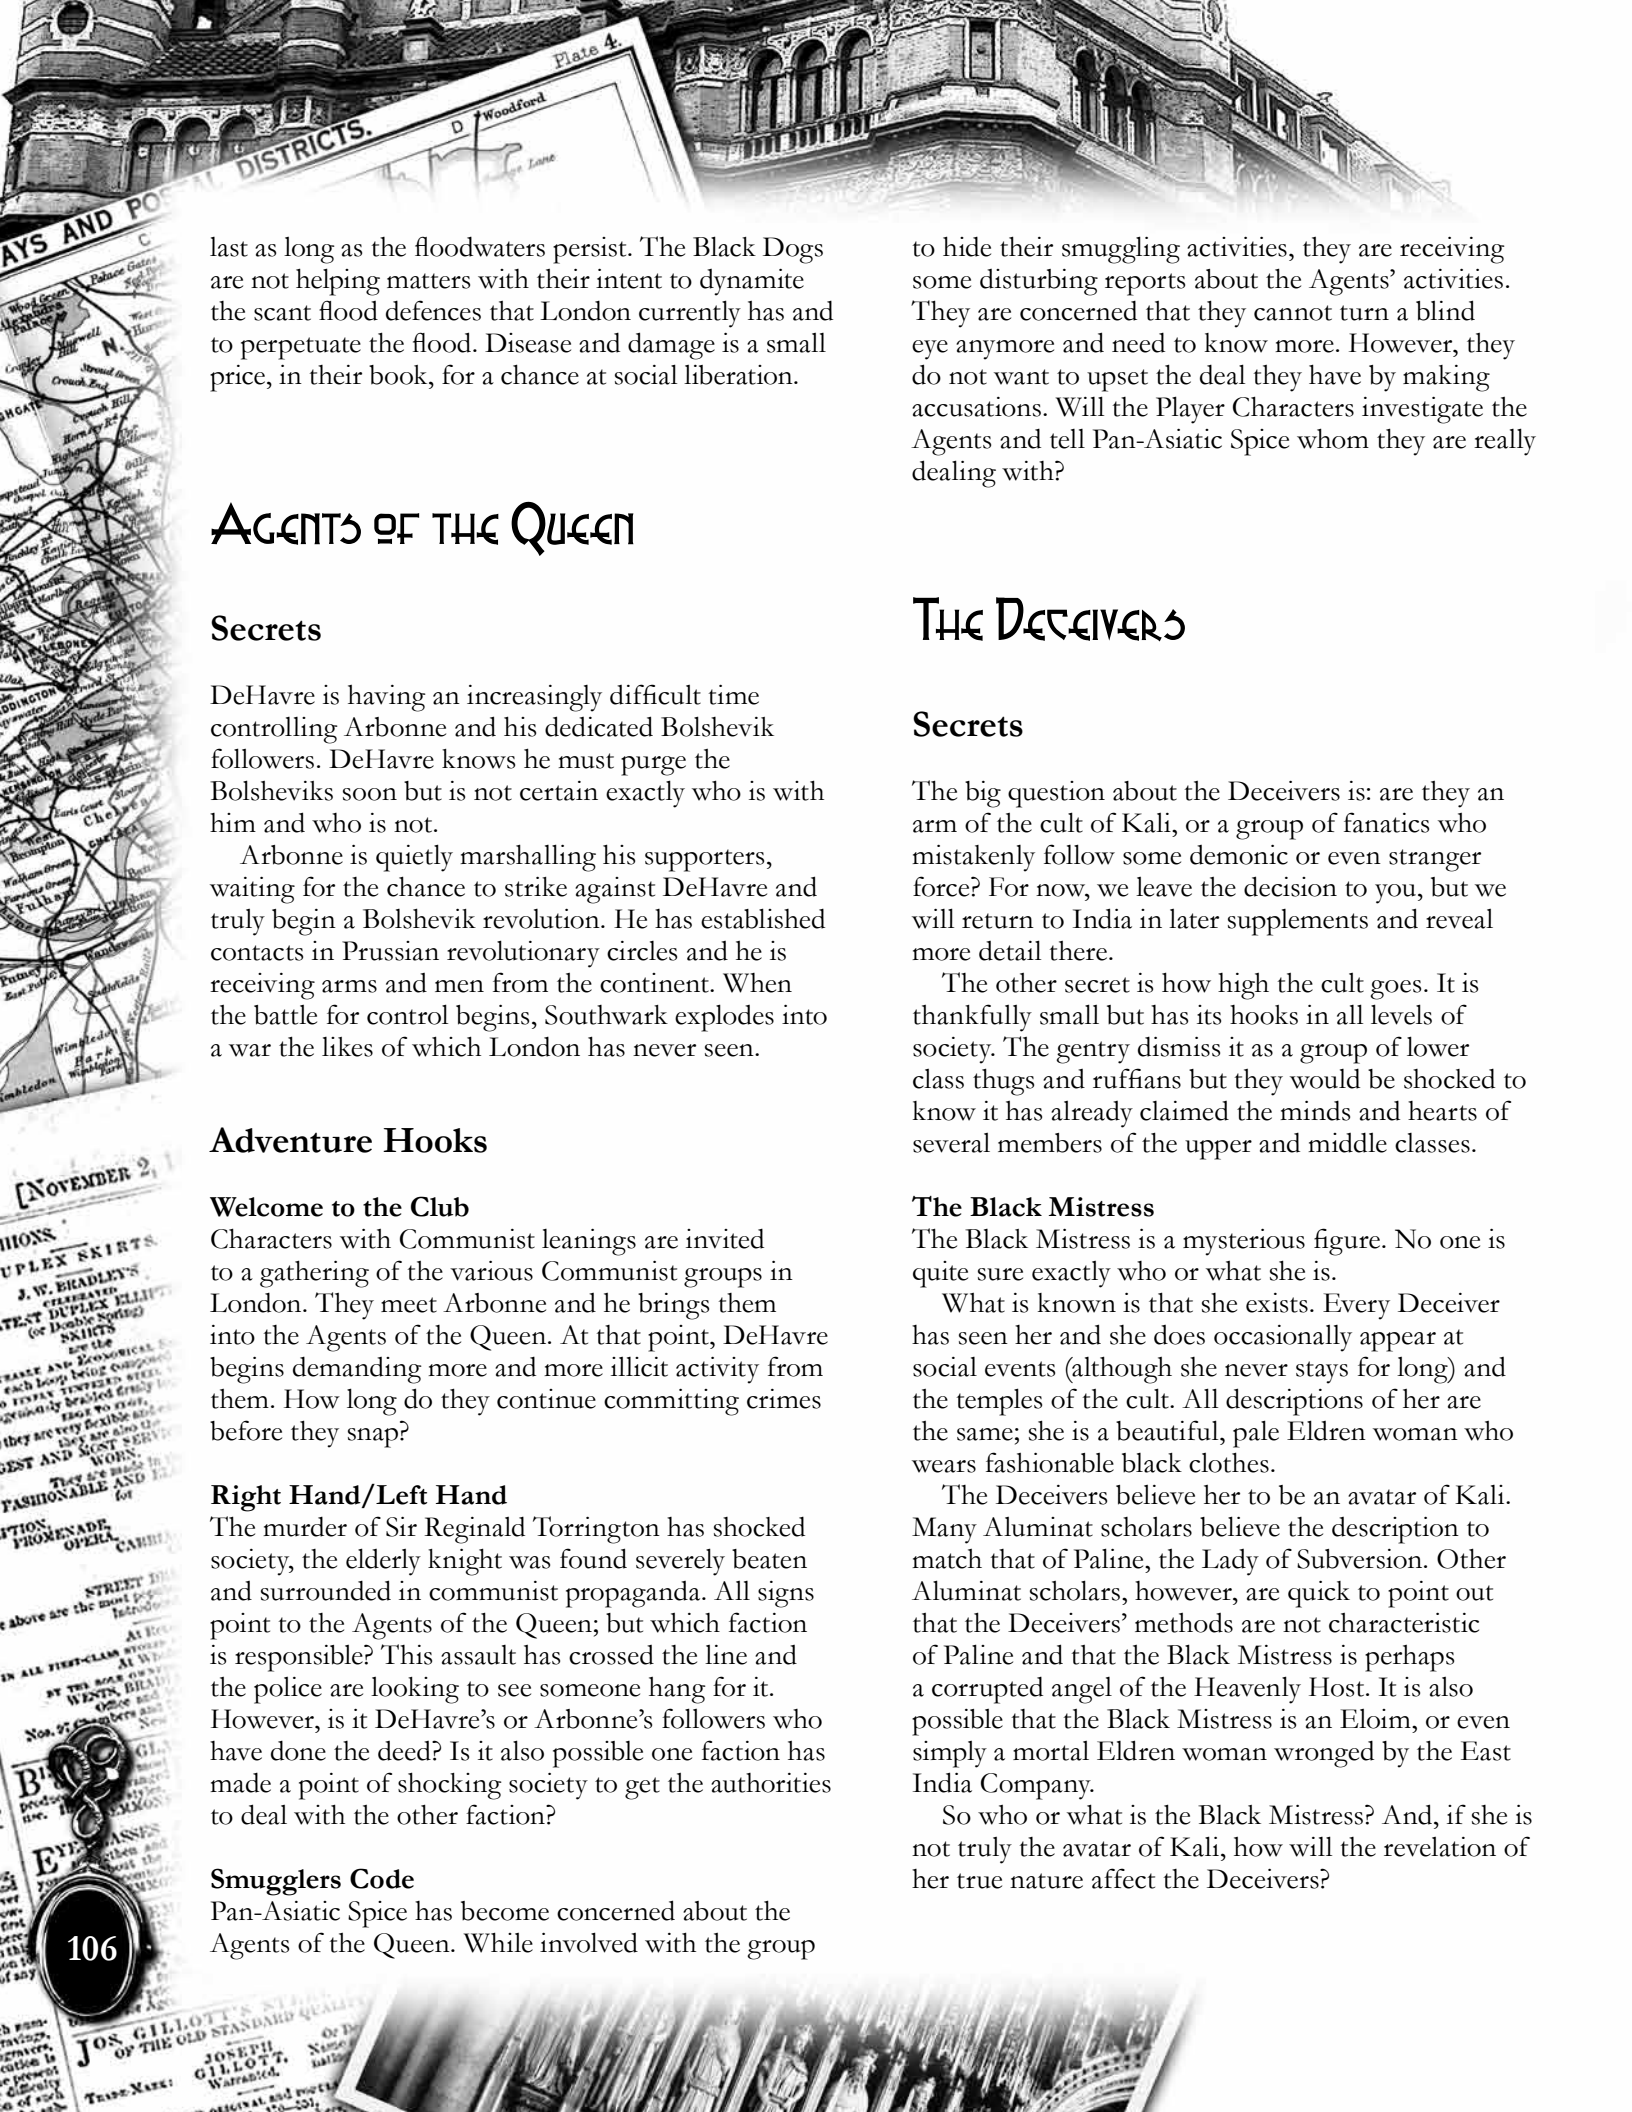 Plate 4.
AYS AND POSTAL DISTRICTS.
D
Woodford
C
last as long as the floodwaters persist. The Black Dogs
are not helping matters with their intent to dynamite
the scant flood defences that London currently has and
to perpetuate the flood. Disease and damage is a small
price, in their book, for a chance at social liberation.
Agents of the Queen
Secrets
DeHavre is having an increasingly difficult time
controlling Arbonne and his dedicated Bolshevik
followers. DeHavre knows he must purge the
Bolsheviks soon but is not certain exactly who is with
him and who is not.
Arbonne is quietly marshalling his supporters,
waiting for the chance to strike against DeHavre and
truly begin a Bolshevik revolution. He has established
contacts in Prussian revolutionary circles and he is
receiving arms and men from the continent. When
the battle for control begins, Southwark explodes into
a war the likes of which London has never seen.
Adventure Hooks
Welcome to the Club
Characters with Communist leanings are invited
to a gathering of the various Communist groups in
London. They meet Arbonne and he brings them
into the Agents of the Queen. At that point, DeHavre
begins demanding more and more illicit activity from
them. How long do they continue committing crimes
before they snap?
Right Hand/Left Hand
The murder of Sir Reginald Torrington has shocked
society, the elderly knight was found severely beaten
and surrounded in communist propaganda. All signs
point to the Agents of the Queen; but which faction
is responsible? This assault has crossed the line and
the police are looking to see someone hang for it.
However, is it DeHavre's or Arbonne's followers who
have done the deed? Is it also possible one faction has
made a point of shocking society to get the authorities
to deal with the other faction?
Smugglers Code
Pan-Asiatic Spice has become concerned about the
Agents of the Queen. While involved with the group
to hide their smuggling activities, they are receiving
some disturbing reports about the Agents' activities.
They are concerned that they cannot turn a blind
eye anymore and need to know more. However, they
do not want to upset the deal they have by making
accusations. Will the Player Characters investigate the
Agents and tell Pan-Asiatic Spice whom they are really
dealing with?
The Deceivers
Secrets
The big question about the Deceivers is: are they an
arm of the cult of Kali, or a group of fanatics who
mistakenly follow some demonic or even stranger
force? For now, we leave the decision to you, but we
will return to India in later supplements and reveal
more detail there.
The other secret is how high the cult goes. It is
thankfully small but has its hooks in all levels of
society. The gentry dismiss it as a group of lower
class thugs and ruffians but they would be shocked to
know it has already claimed the minds and hearts of
several members of the upper and middle classes.
The Black Mistress
The Black Mistress is a mysterious figure. No one is
quite sure exactly who or what she is.
What is known is that she exists. Every Deceiver
has seen her and she does occasionally appear at
social events (although she never stays for long) and
the temples of the cult. All descriptions of her are
the same; she is a beautiful, pale Eldren woman who
wears fashionable black clothes.
The Deceivers believe her to be an avatar of Kali.
Many Aluminat scholars believe the description to
match that of Paline, the Lady of Subversion. Other
Aluminat scholars, however, are quick to point out
that the Deceivers' methods are not characteristic
of Paline and that the Black Mistress is perhaps
a corrupted angel of the Heavenly Host. It is also
possible that the Black Mistress is an Eloim, or even
simply a mortal Eldren woman wronged by the East
India Company.
So who or what is the Black Mistress? And, if she is
not truly the avatar of Kali, how will the revelation of
her true nature affect the Deceivers?
[NOVEMBER 2,
J. W. BRADLEY'S
SKIRTS
are the
WORN.
FASHIONABLE AND
for
PROMENADE,
OPERA,
106
JOS. GILLOTT'S
OF THE OLD STANDARD QUALITY
JOSEPH
GILLOTT,
Warranted.
TRADE MARK: